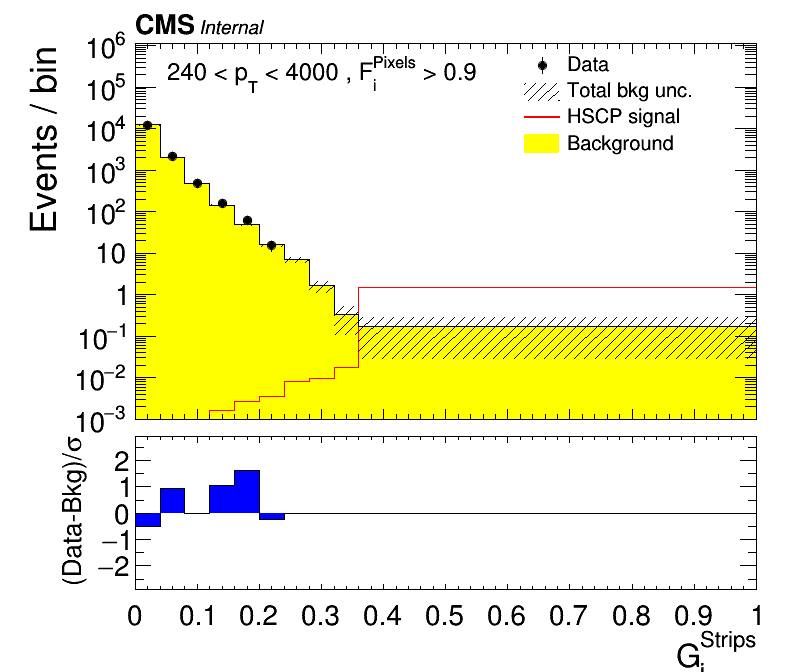 CMS Internal
Events / bin
10^6
10^5
10^4
10^3
10^2
10
1
10^−1
10^−2
10^−3
240 < p_T < 4000 , F_i^Pixels > 0.9
Data
Total bkg unc.
HSCP signal
Background
(Data-Bkg)/σ
2
1
0
−1
−2
0 0.1 0.2 0.3 0.4 0.5 0.6 0.7 0.8 0.9 1
G_i^Strips